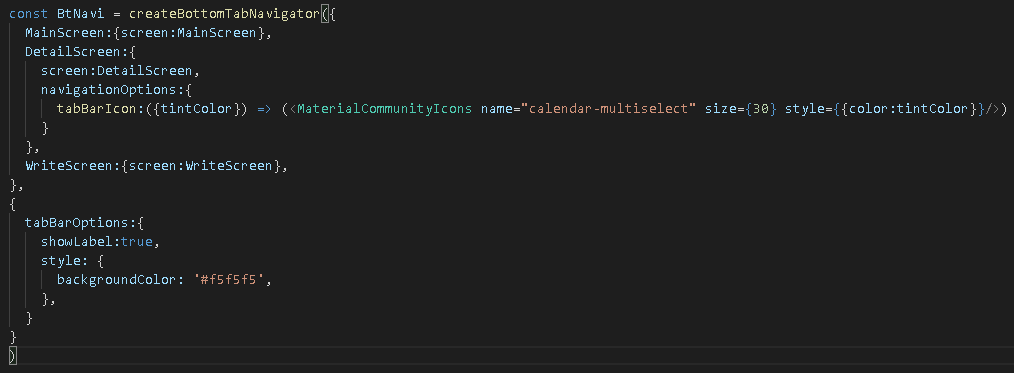 const BtNavi = createBottomTabNavigator({
  MainScreen:{screen:MainScreen},
  DetailScreen:{
    screen:DetailScreen,
    navigationOptions:{
      tabBarIcon:({tintColor}) => (<MaterialCommunityIcons name="calendar-multiselect" size={30} style={{color:tintColor}}/>)
    }
  },
  WriteScreen:{screen:WriteScreen},
},
{
  tabBarOptions:{
    showLabel:true,
    style: {
      backgroundColor: '#f5f5f5',
    },
  }
}
)